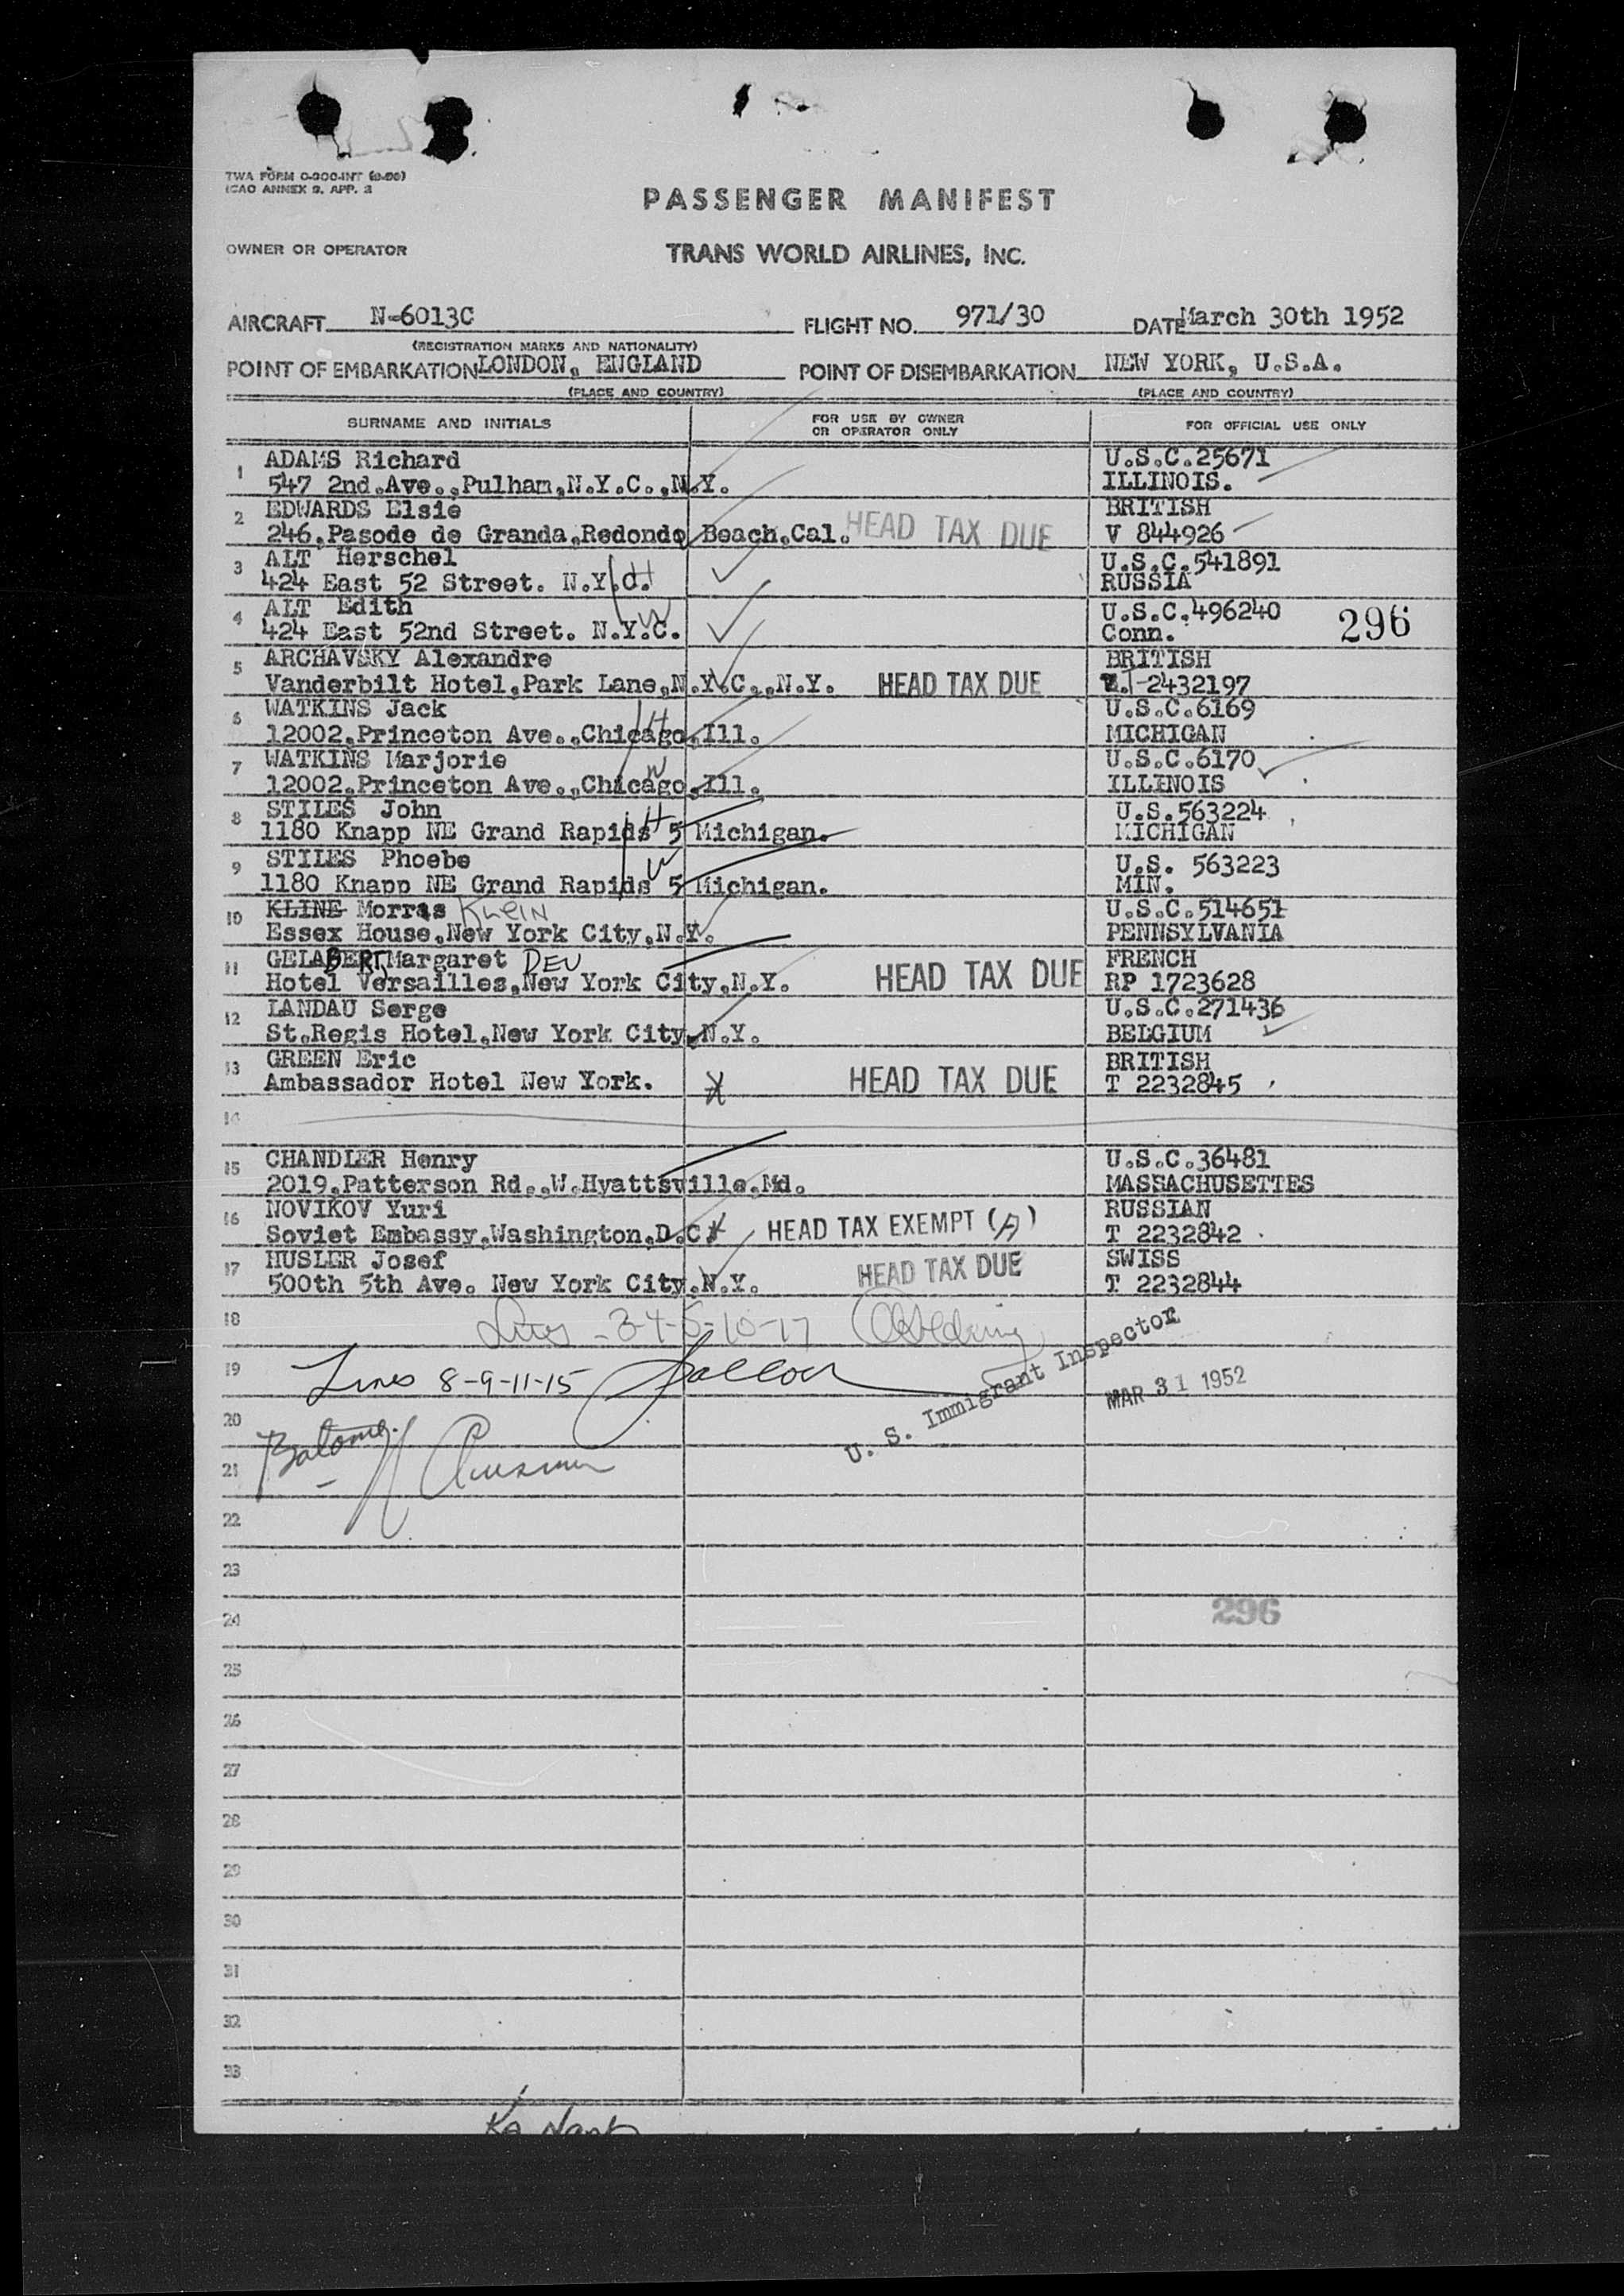 TWA FORM O-300-INT (9-50)
ICAO ANNEX 9, APP. 3
PASSENGER MANIFEST
OWNER OR OPERATOR TRANS WORLD AIRLINES, INC.
AIRCRAFT N-6013C FLIGHT NO. 971/30 DATE March 30th 1952
(REGISTRATION MARKS AND NATIONALITY)
POINT OF EMBARKATION LONDON, ENGLAND POINT OF DISEMBARKATION NEW YORK, U.S.A.
(PLACE AND COUNTRY) (PLACE AND COUNTRY)
SURNAME AND INITIALS FOR USE BY OWNER OR OPERATOR ONLY FOR OFFICIAL USE ONLY
1 ADAMS Richard U.S.C.25671
547 2nd.Ave.,Pulham,N.Y.C.,N.Y. ILLINOIS.
2 EDWARDS Elsie BRITISH
246,Pasode de Granda,Redondo Beach,Cal. HEAD TAX DUE V 844926
3 ALT Herschel U.S.C.541891
424 East 52 Street. N.Y.C. H RUSSIA
4 ALT Edith U.S.C.496240
424 East 52nd Street. N.Y.C. W Conn. 296
5 ARCHAVSKY Alexandre BRITISH
Vanderbilt Hotel,Park Lane,N.Y.C.,N.Y. HEAD TAX DUE 2432197
6 WATKINS Jack U.S.C.6169
12002,Princeton Ave.,Chicago,Ill. H MICHIGAN
7 WATKINS Marjorie U.S.C.6170
12002,Princeton Ave.,Chicago,Ill. W ILLINOIS
8 STILES John U.S.563224
1180 Knapp NE Grand Rapids 5 Michigan. H MICHIGAN
9 STILES Phoebe U.S. 563223
1180 Knapp NE Grand Rapids 5 Michigan. W MIN.
10 KLINE Morris KLEIN U.S.C.514651
Essex House,New York City,N.Y. PENNSYLVANIA
11 GELABERT,Margaret DEU FRENCH
Hotel Versailles,New York City,N.Y. HEAD TAX DUE RP 1723628
12 LANDAU Serge U.S.C.271436
St.Regis Hotel,New York City,N.Y. BELGIUM
13 GREEN Eric BRITISH
Ambassador Hotel New York. HEAD TAX DUE T 2232845
14
15 CHANDLER Henry U.S.C.36481
2019,Patterson Rd.,W.Hyattsville.Md. MASSACHUSETTES
16 NOVIKOV Yuri RUSSIAN
Soviet Embassy,Washington,D.C. HEAD TAX EXEMPT (A) T 2232842
17 HUSLER Josef SWISS
500th 5th Ave. New York City.N.Y. HEAD TAX DUE T 2232844
18 Lines -3-4-5-10-17
19 Lines 8-9-11-15
U. S. Immigrant Inspector MAR 31 1952
20
21
22
23
24 296
25
26
27
28
29
30
31
32
33